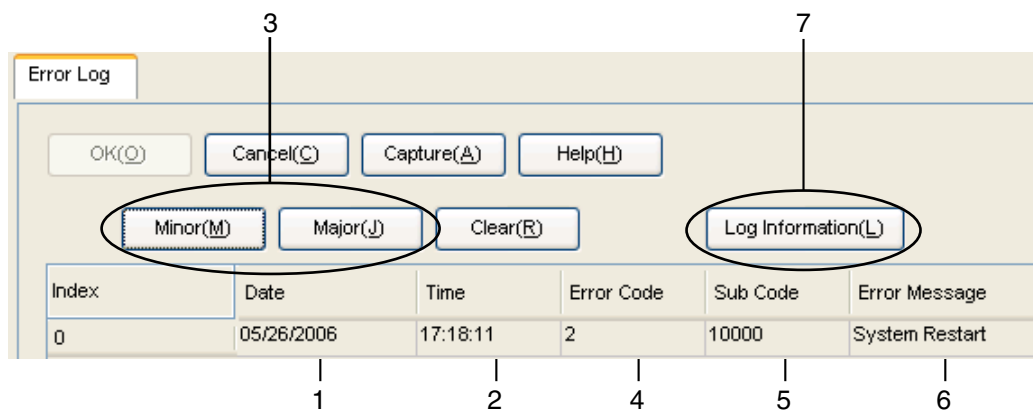 3 7
Error Log
OK(O) Cancel(C) Capture(A) Help(H)
Minor(M) Major(J) Clear(R) Log Information(L)
Index Date Time Error Code Sub Code Error Message
0 05/26/2006 17:18:11 2 10000 System Restart
1 2 4 5 6